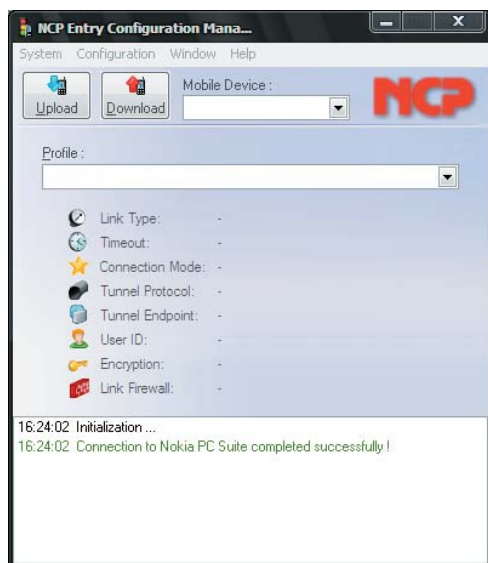 NCP Entry Configuration Mana...
System Configuration Window Help
Upload Download Mobile Device :
NCP
Profile :
Link Type: -
Timeout: -
Connection Mode: -
Tunnel Protocol: -
Tunnel Endpoint: -
User ID: -
Encryption: -
Link Firewall: -
16:24:02 Initialization ...
16:24:02 Connection to Nokia PC Suite completed successfully !